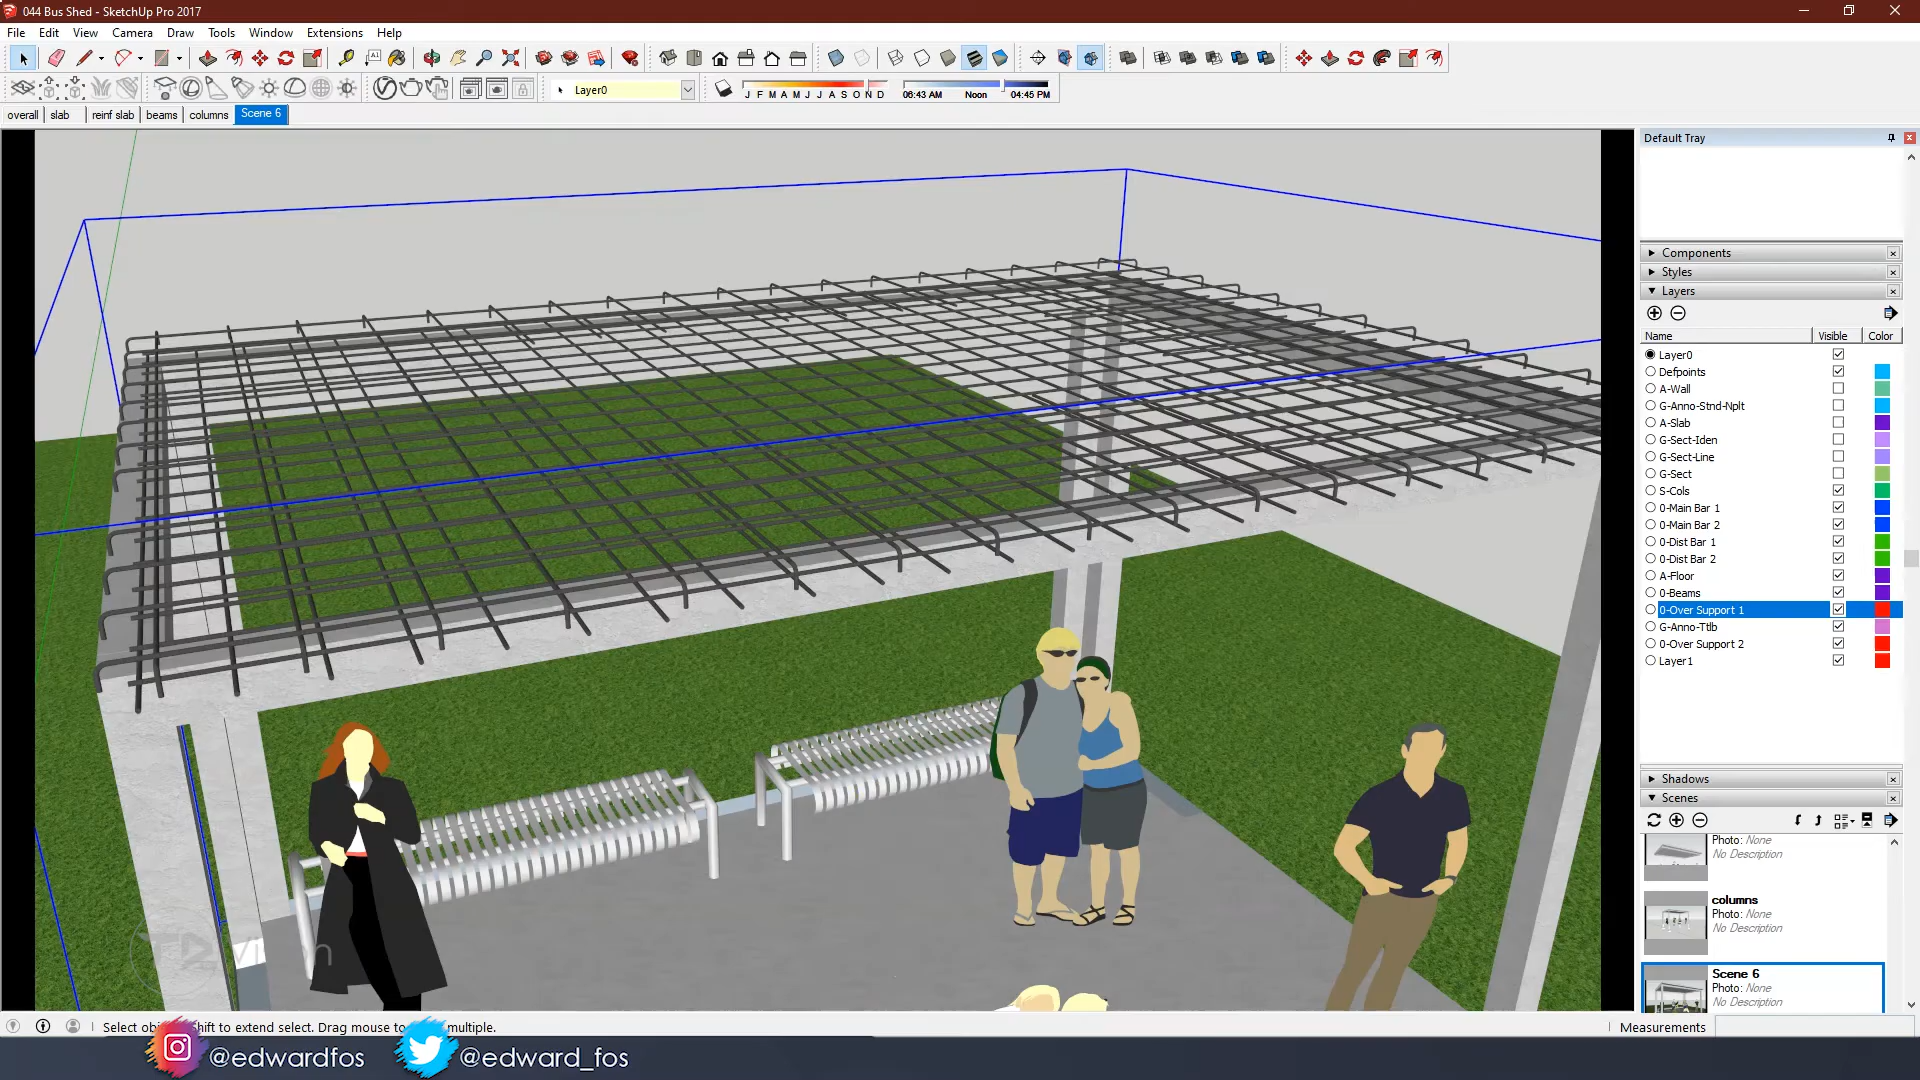 044 Bus Shed - SketchUp Pro 2017
File Edit View Camera Draw Tools Window Extensions Help
Layer0
J F M A M J J A S O N D
06:43 AM Noon 04:45 PM
overall slab reinf slab beams columns Scene 6
Default Tray
Components
Styles
Layers
Name Visible Color
Layer0
Defpoints
A-Wall
G-Anno-Stnd-Nplt
A-Slab
G-Sect-Iden
G-Sect-Line
G-Sect
S-Cols
0-Main Bar 1
0-Main Bar 2
0-Dist Bar 1
0-Dist Bar 2
A-Floor
0-Beams
0-Over Support 1
G-Anno-Ttlb
0-Over Support 2
Layer1
Shadows
Scenes
Photo: None
No Description
columns
Photo: None
No Description
Scene 6
Photo: None
No Description
Measurements
@edwardfos
@edward_fos